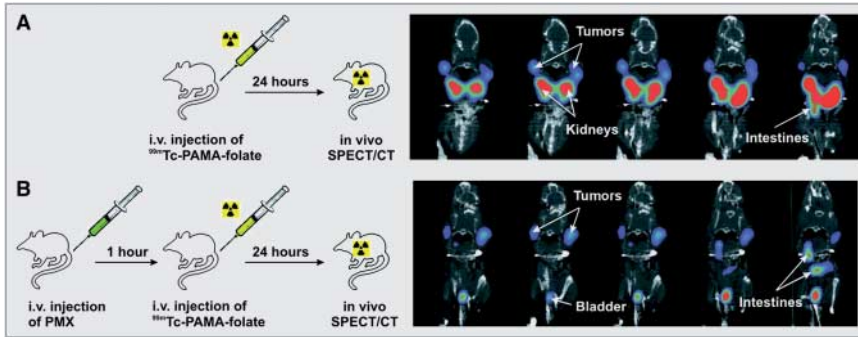 A
24 hours
i.v. injection of
99mTc-PAMA-folate
in vivo
SPECT/CT
Tumors
Kidneys
Intestines
B
1 hour
24 hours
i.v. injection
of PMX
i.v. injection of
99mTc-PAMA-folate
in vivo
SPECT/CT
Tumors
Bladder
Intestines